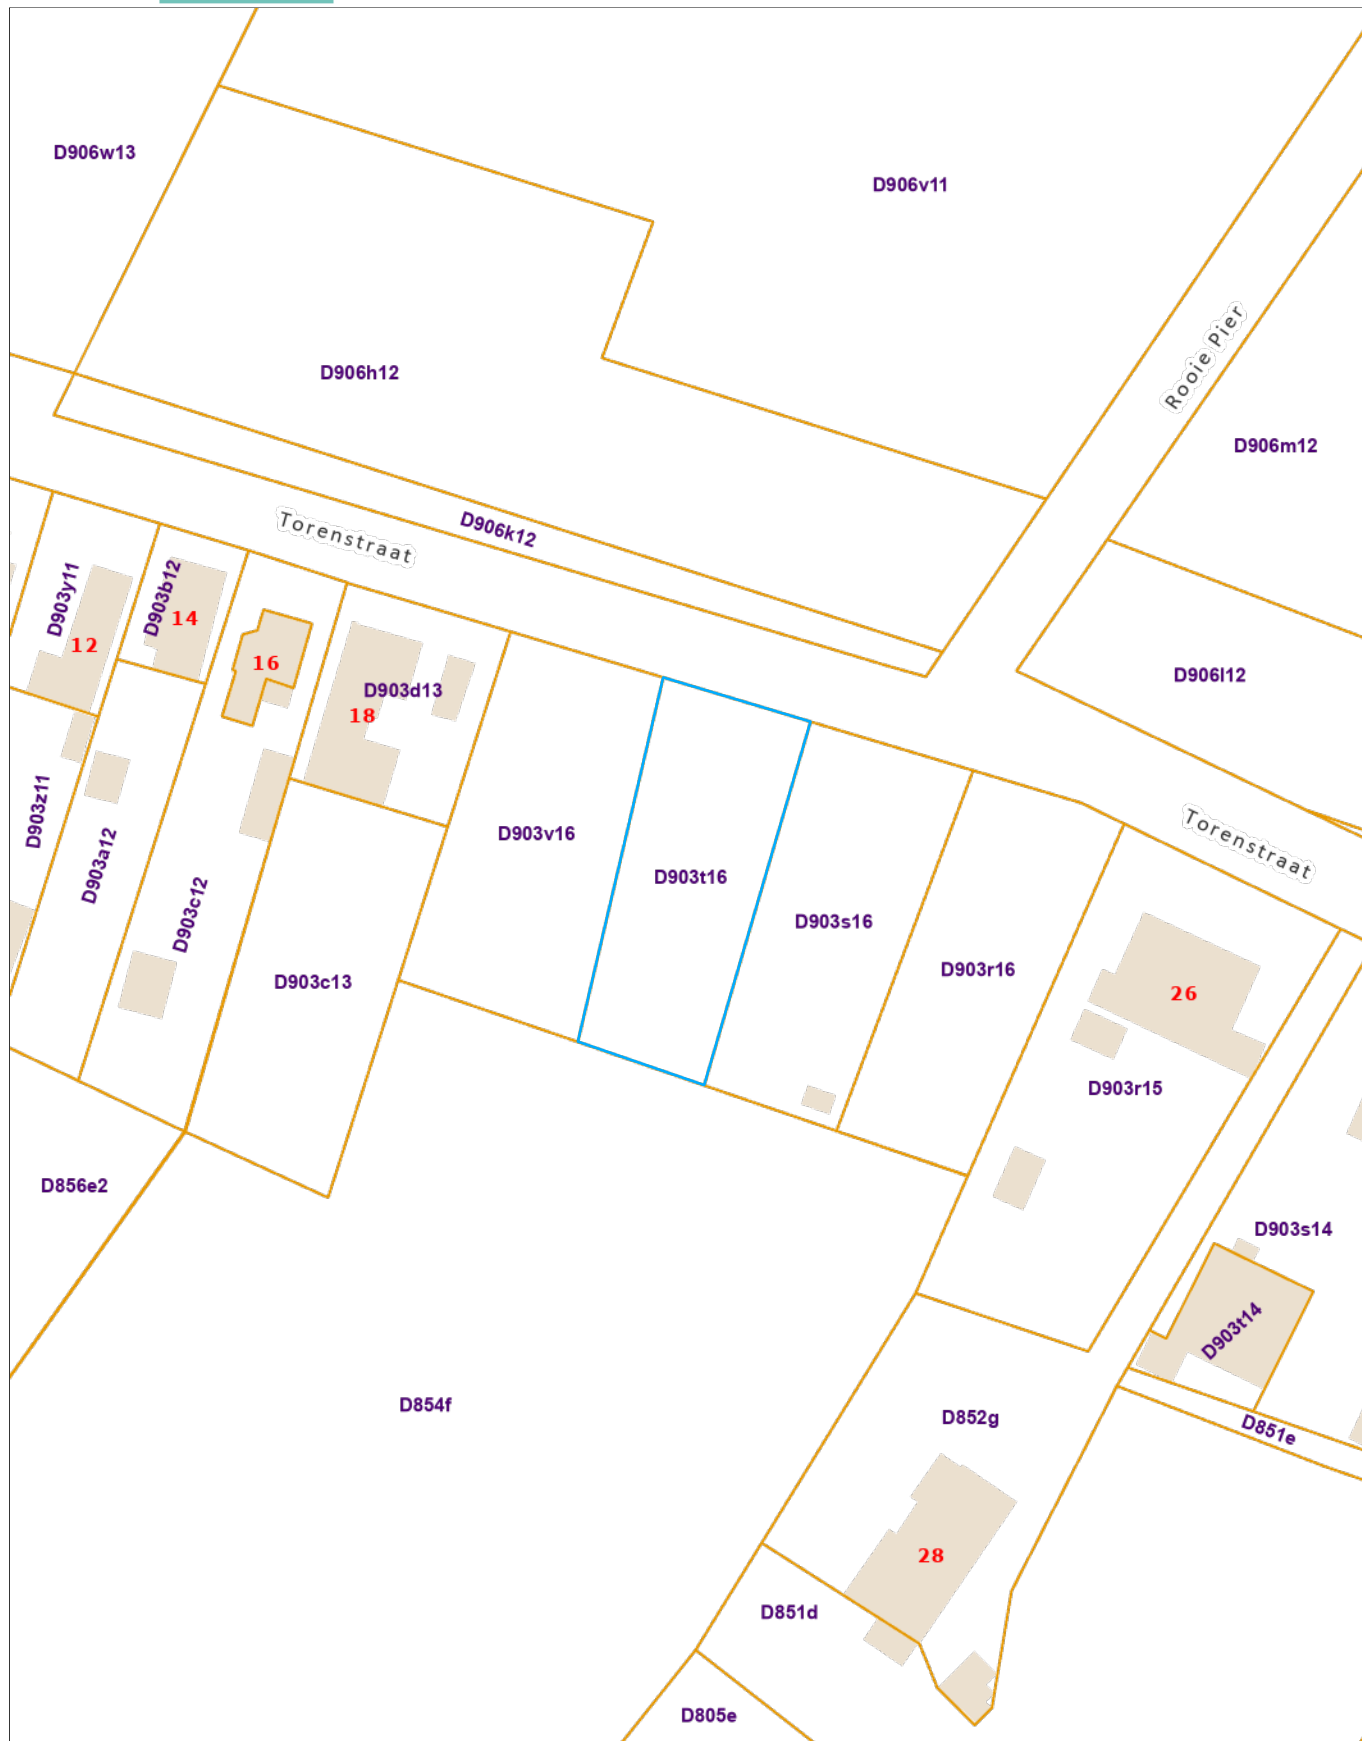 D906w13
D906v11
Rooie Pier
D906h12
D906m12
Torenstraat
D906k12
D903y11
12
D903b12
14
16
D903d13
18
D906l12
D903z11
D903a12
D903c12
D903v16
D903t16
Torenstraat
D903s16
D903r16
D903c13
26
D903r15
D856e2
D903s14
D903t14
D854f
D852g
D851e
28
D851d
D805e